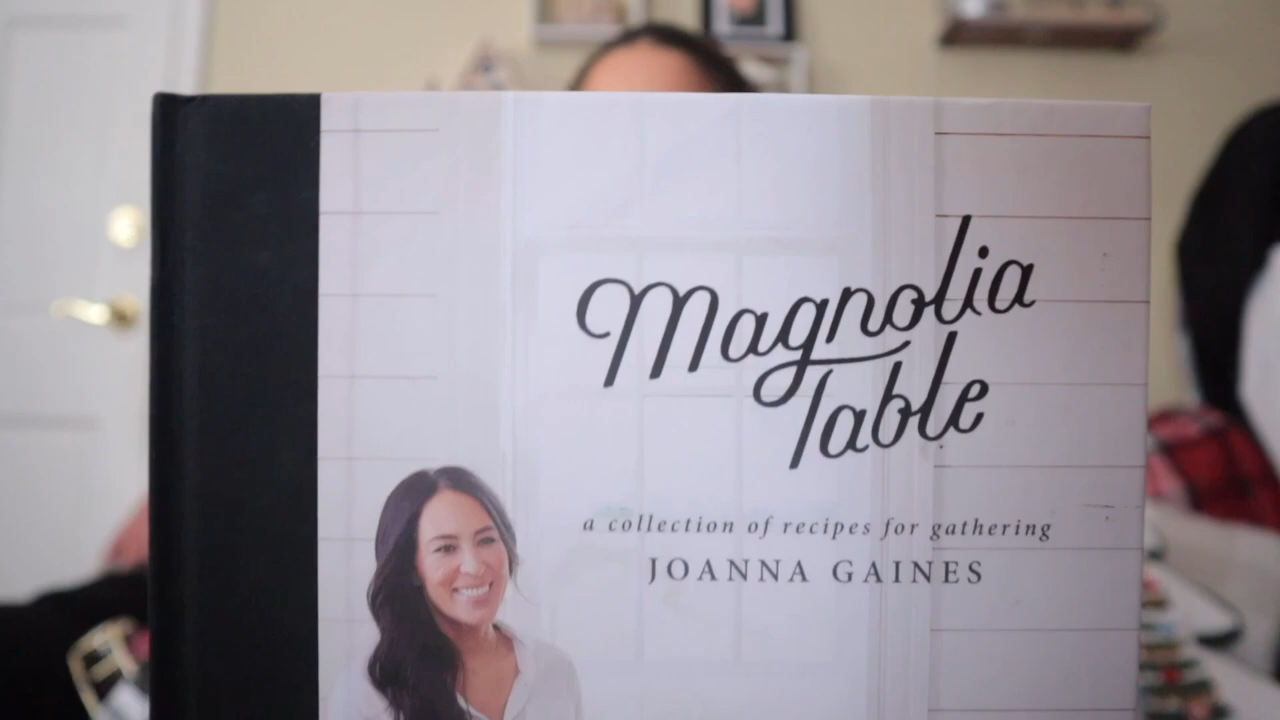 Magnolia
Table
a collection of recipes for gathering
JOANNA GAINES